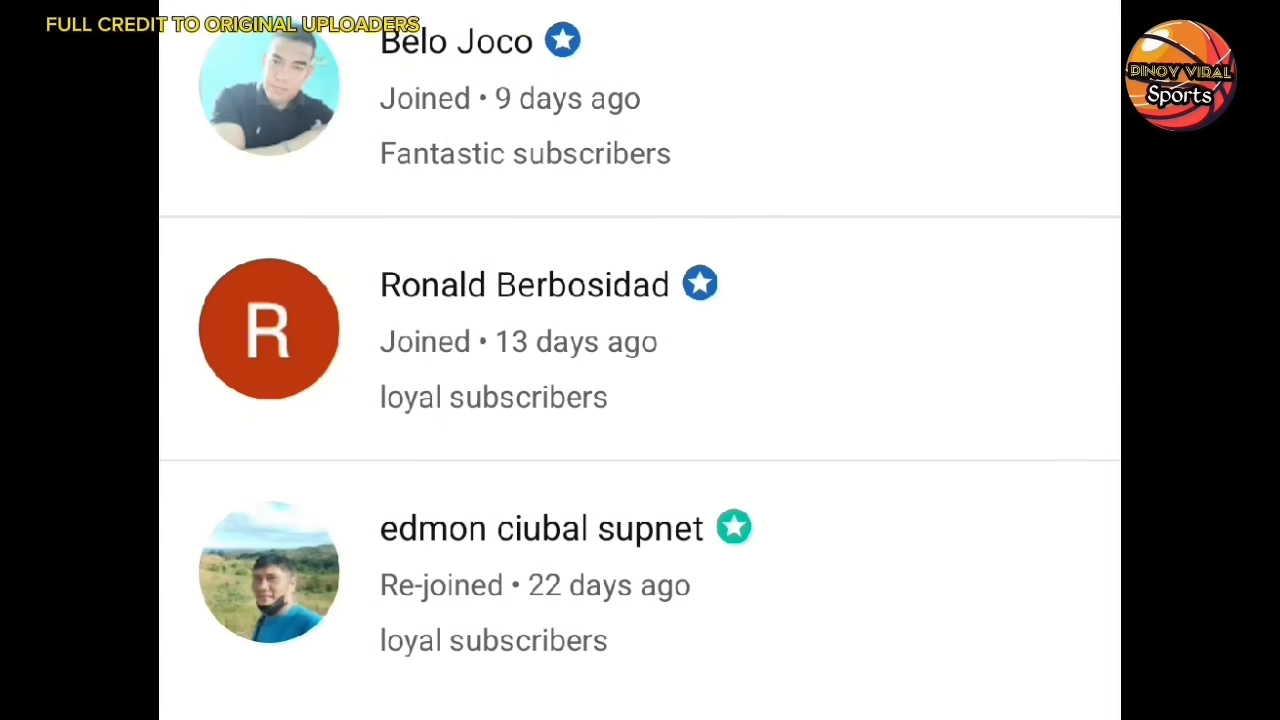 FULL CREDIT TO ORIGINAL UPLOADERS
Belo Joco
Joined • 9 days ago
Fantastic subscribers
PINOY VIRAL
Sports
R
Ronald Berbosidad
Joined • 13 days ago
loyal subscribers
edmon ciubal supnet
Re-joined • 22 days ago
loyal subscribers